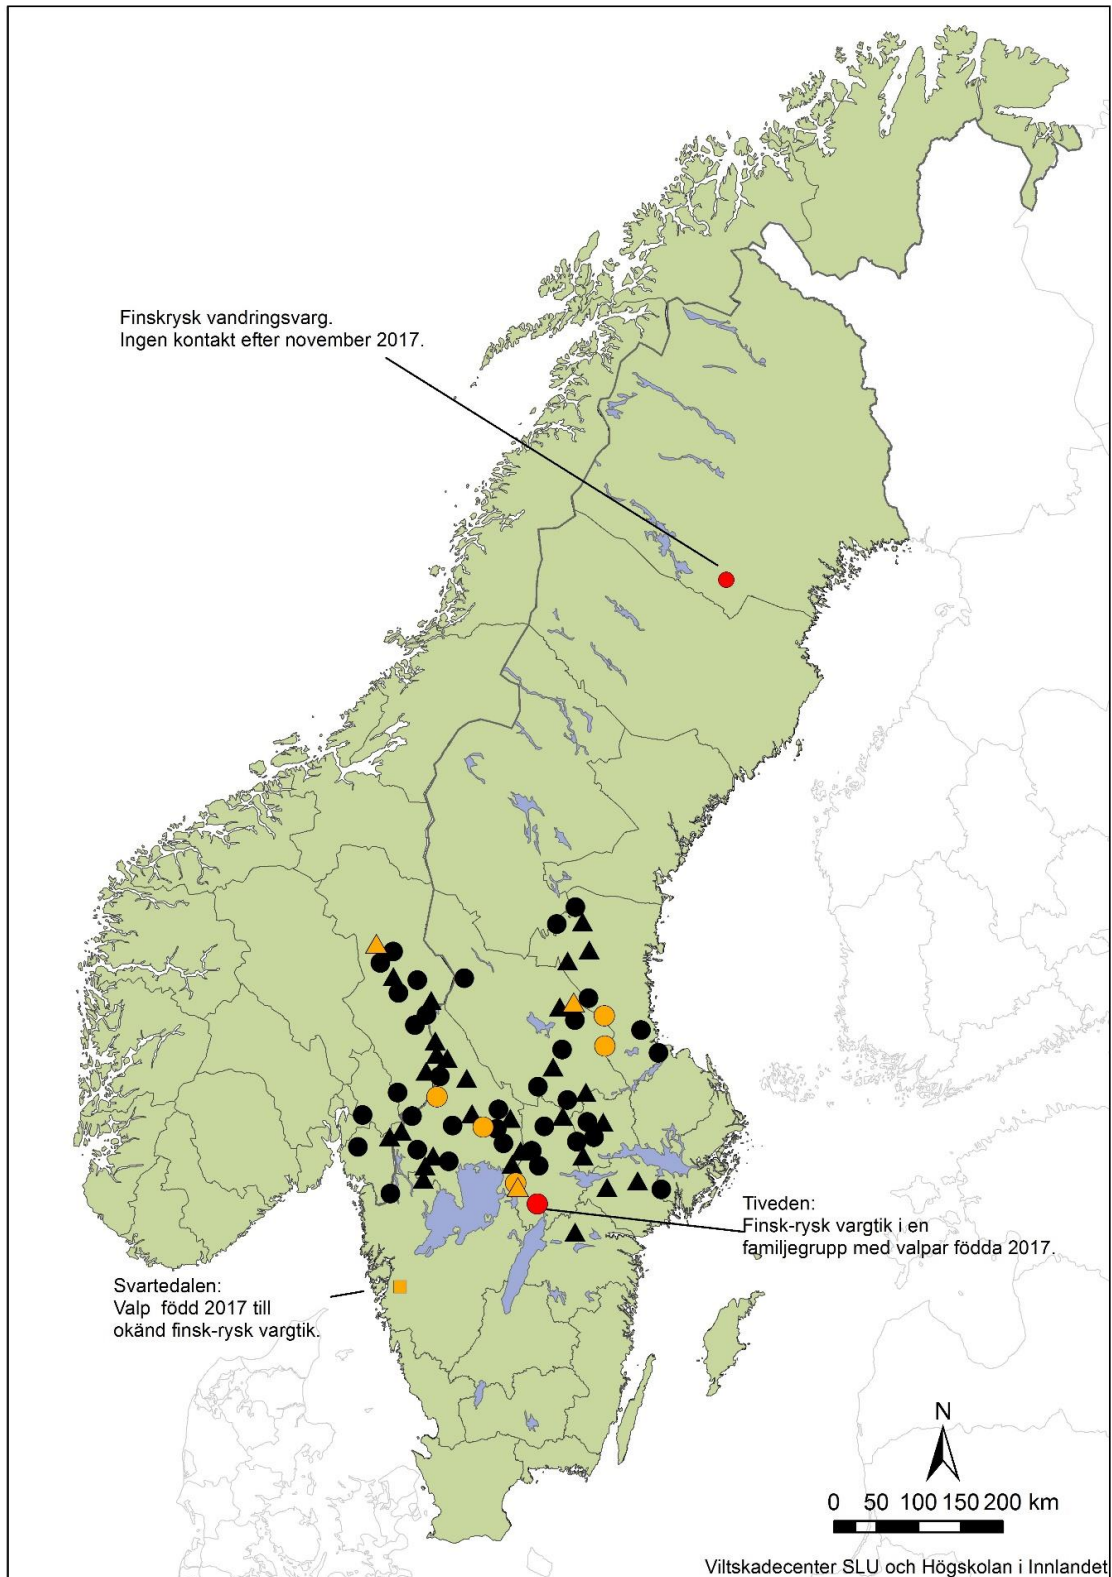 Finskrysk vandringsvarg.
Ingen kontakt efter november 2017.
Tiveden:
Finsk-rysk vargtik i en
familjegrupp med valpar födda 2017.
Svartedalen:
Valp född 2017 till
okänd finsk-rysk vargtik.
N
0 50 100 150 200 km
Viltskadecenter SLU och Högskolan i Innlandet